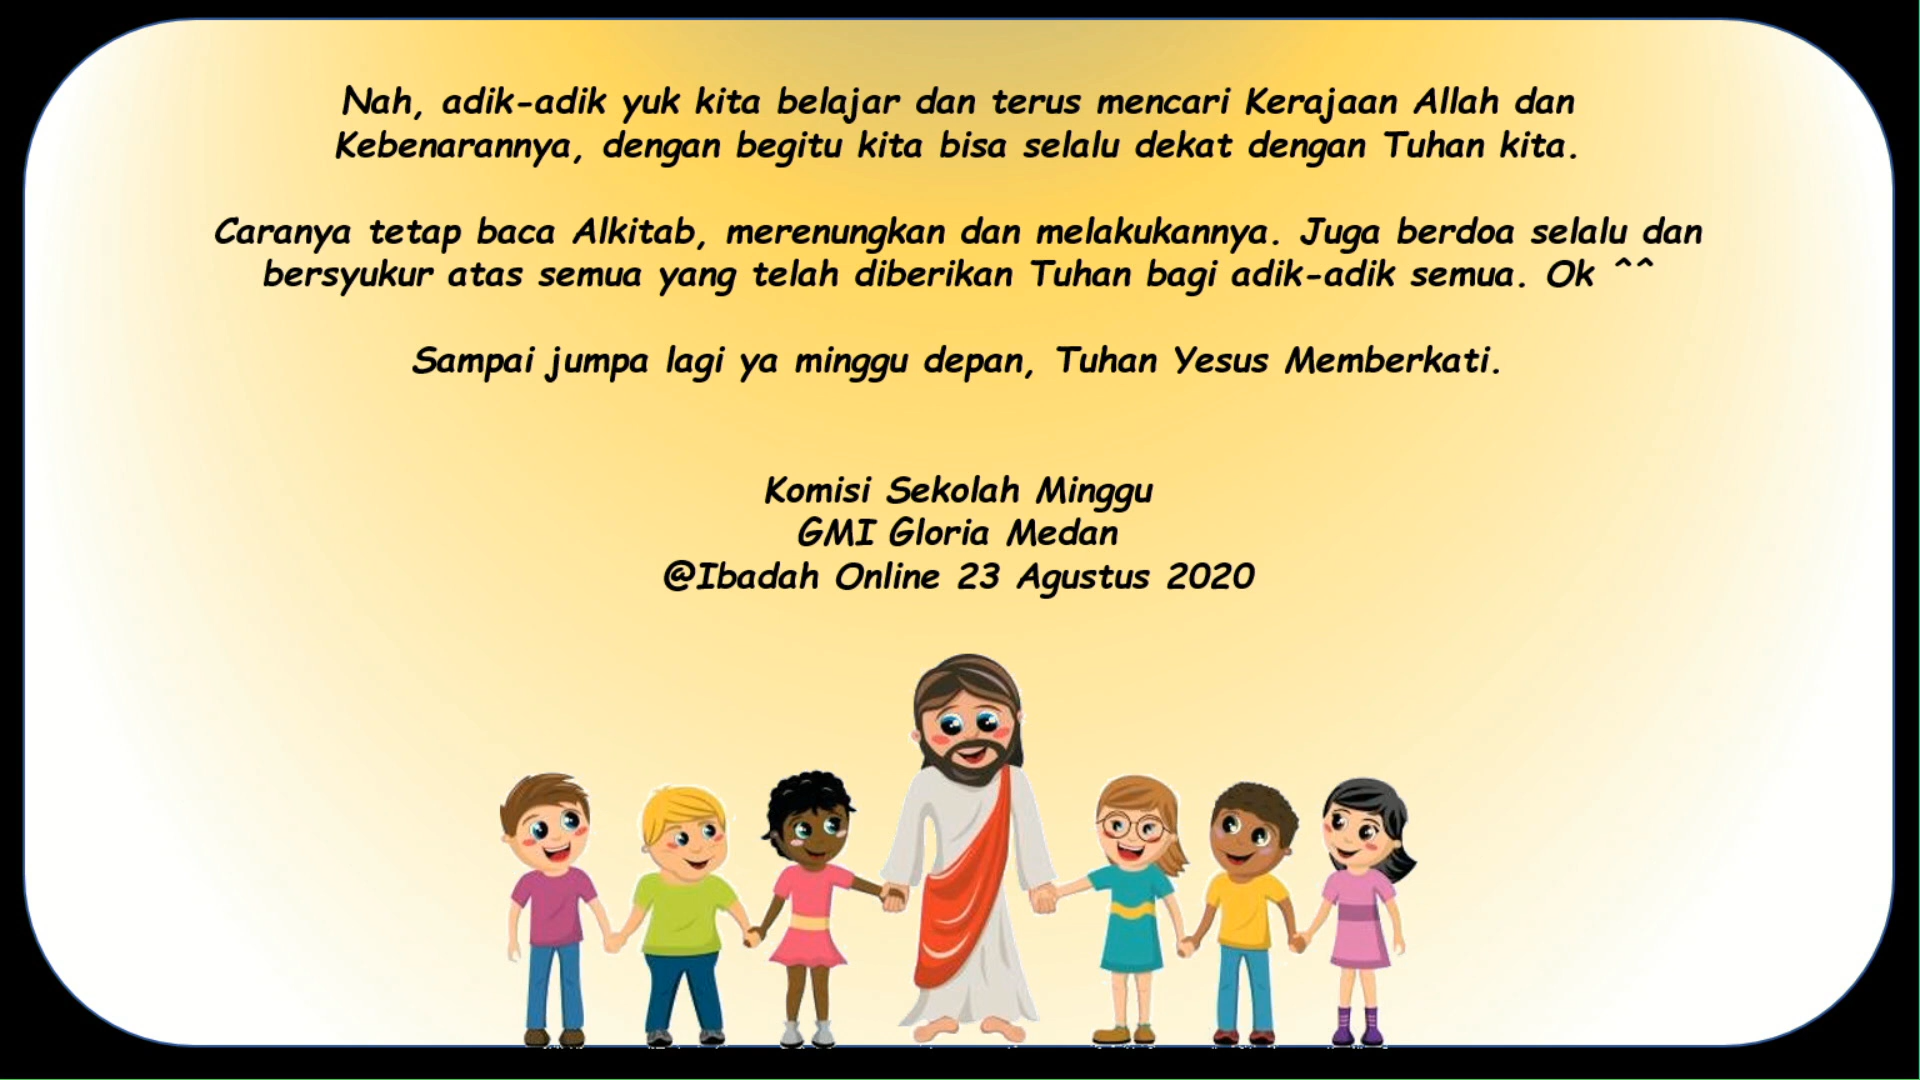 Nah, adik-adik yuk kita belajar dan terus mencari Kerajaan Allah dan
Kebenarannya, dengan begitu kita bisa selalu dekat dengan Tuhan kita.
Caranya tetap baca Alkitab, merenungkan dan melakukannya. Juga berdoa selalu dan
bersyukur atas semua yang telah diberikan Tuhan bagi adik-adik semua. Ok ^^
Sampai jumpa lagi ya minggu depan, Tuhan Yesus Memberkati.
Komisi Sekolah Minggu
GMI Gloria Medan
@Ibadah Online 23 Agustus 2020